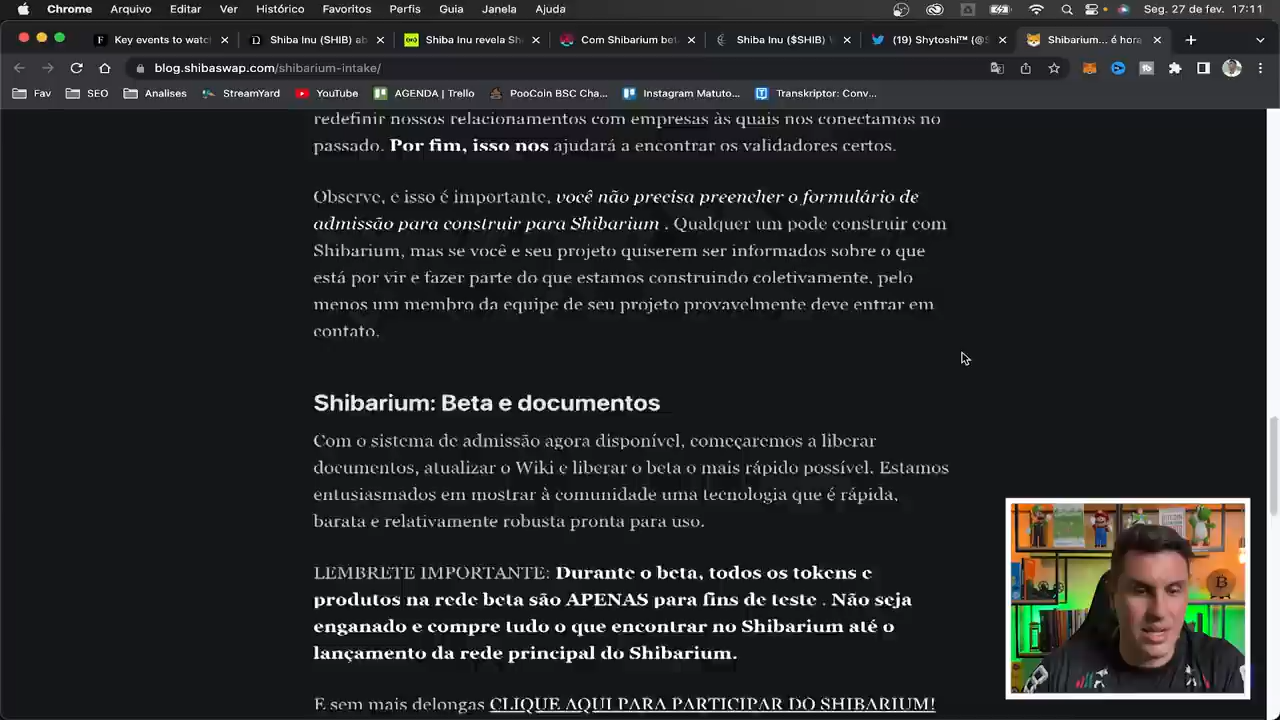 Chrome Arquivo Editar Ver Histórico Favoritos Perfis Guia Janela Ajuda Seg. 27 de fev. 17:11
Key events to watch Shiba Inu (SHIB) ab Shiba Inu revela Sh Com Shibarium bet Shiba Inu ($SHIB) (19) Shytoshi™ (@S Shibarium... é hora
blog.shibaswap.com/shibarium-intake/
Fav SEO Analises StreamYard YouTube AGENDA | Trello PooCoin BSC Cha... Instagram Matuto... Transkriptor: Conv...
redefinir nossos relacionamentos com empresas às quais nos conectamos no
passado. Por fim, isso nos ajudará a encontrar os validadores certos.
Observe, e isso é importante, você não precisa preencher o formulário de
admissão para construir para Shibarium . Qualquer um pode construir com
Shibarium, mas se você e seu projeto quiserem ser informados sobre o que
está por vir e fazer parte do que estamos construindo coletivamente, pelo
menos um membro da equipe de seu projeto provavelmente deve entrar em
contato.
Shibarium: Beta e documentos
Com o sistema de admissão agora disponível, começaremos a liberar
documentos, atualizar o Wiki e liberar o beta o mais rápido possível. Estamos
entusiasmados em mostrar à comunidade uma tecnologia que é rápida,
barata e relativamente robusta pronta para uso.
LEMBRETE IMPORTANTE: Durante o beta, todos os tokens e
produtos na rede beta são APENAS para fins de teste . Não seja
enganado e compre tudo o que encontrar no Shibarium até o
lançamento da rede principal do Shibarium.
E sem mais delongas CLIQUE AQUI PARA PARTICIPAR DO SHIBARIUM!